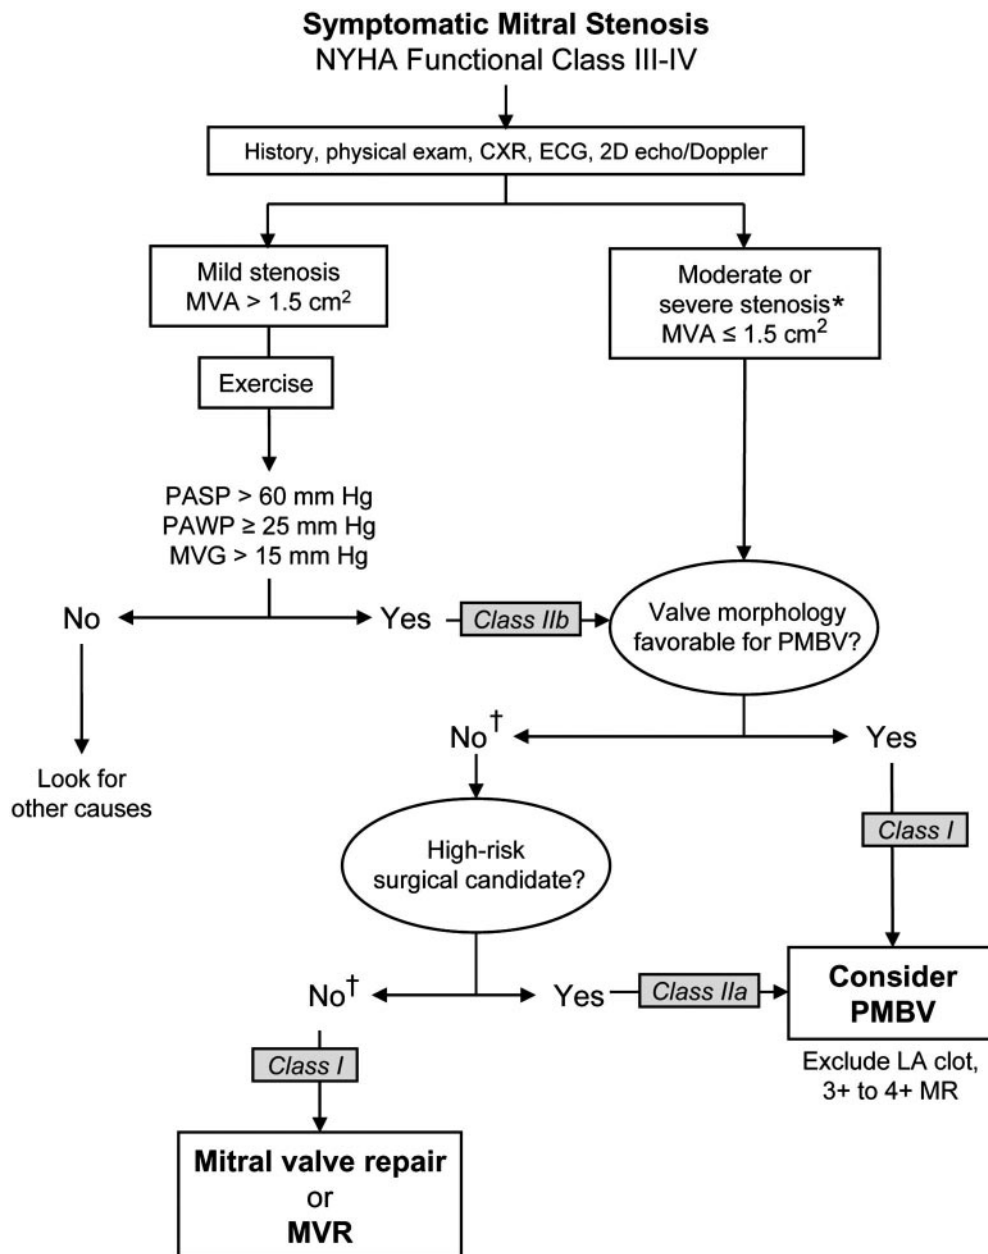 Symptomatic Mitral Stenosis
NYHA Functional Class III-IV
History, physical exam, CXR, ECG, 2D echo/Doppler
Mild stenosis
MVA > 1.5 cm²
Moderate or
severe stenosis*
MVA ≤ 1.5 cm²
Exercise
PASP > 60 mm Hg
PAWP ≥ 25 mm Hg
MVG > 15 mm Hg
No
Yes
Class IIb
Valve morphology
favorable for PMBV?
Look for
other causes
No†
Yes
Class I
High-risk
surgical candidate?
No†
Yes
Class IIa
Consider
PMBV
Exclude LA clot,
3+ to 4+ MR
Class I
Mitral valve repair
or
MVR